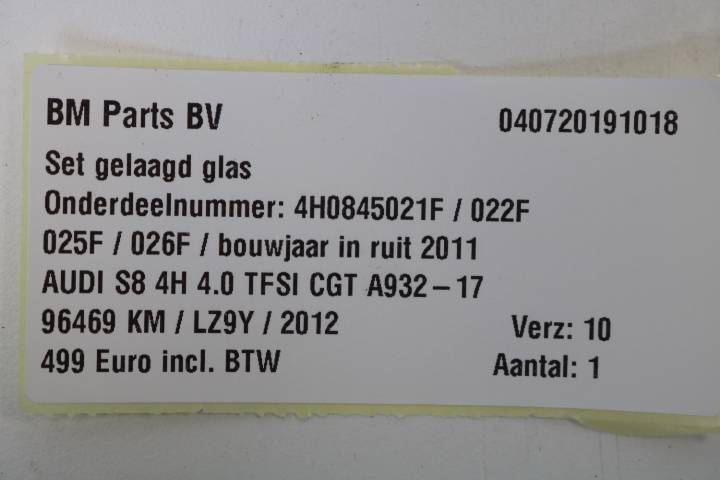 BM Parts BV 040720191018
Set gelaagd glas
Onderdeelnummer: 4H0845021F / 022F
025F / 026F / bouwjaar in ruit 2011
AUDI S8 4H 4.0 TFSI CGT A932-17
96469 KM / LZ9Y / 2012 Verz: 10
499 Euro incl. BTW Aantal: 1